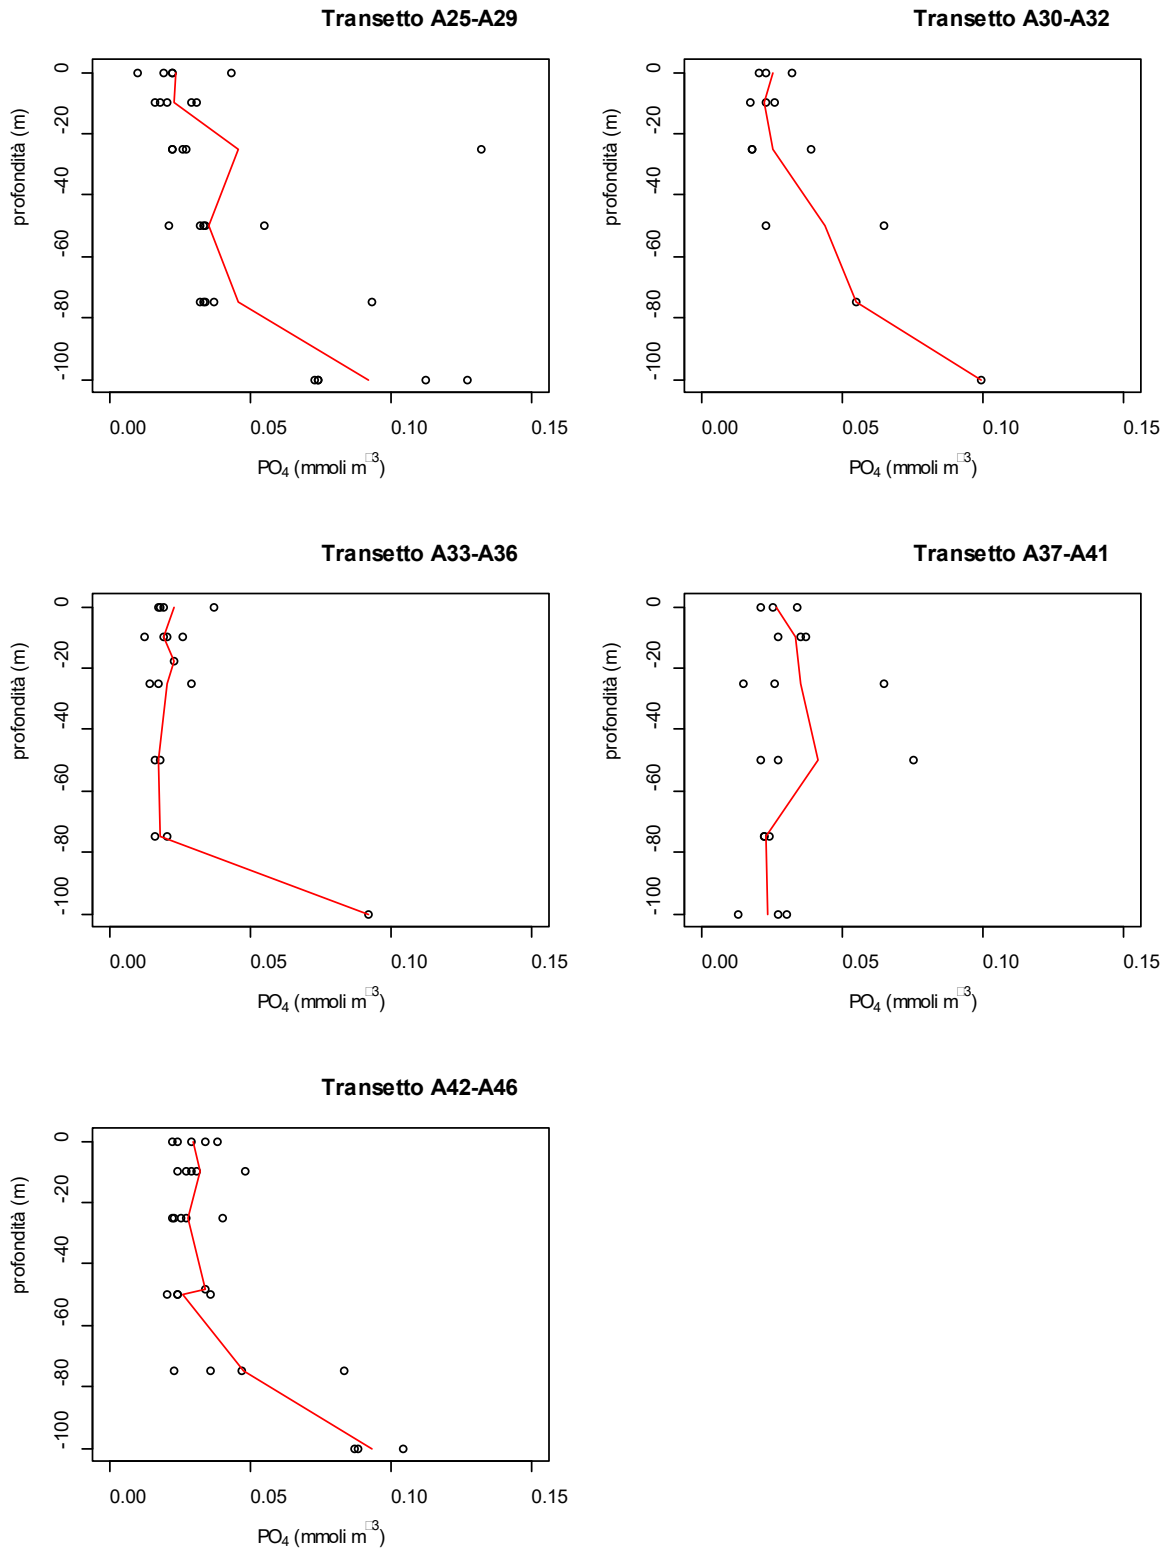 Transetto A25-A29
0
-20
-40
-60
-80
-100
profondità (m)
0.00 0.05 0.10 0.15
PO4 (mmoli m□3)
Transetto A30-A32
0
-20
-40
-60
-80
-100
profondità (m)
0.00 0.05 0.10 0.15
PO4 (mmoli m□3)
Transetto A33-A36
0
-20
-40
-60
-80
-100
profondità (m)
0.00 0.05 0.10 0.15
PO4 (mmoli m□3)
Transetto A37-A41
0
-20
-40
-60
-80
-100
profondità (m)
0.00 0.05 0.10 0.15
PO4 (mmoli m□3)
Transetto A42-A46
0
-20
-40
-60
-80
-100
profondità (m)
0.00 0.05 0.10 0.15
PO4 (mmoli m□3)